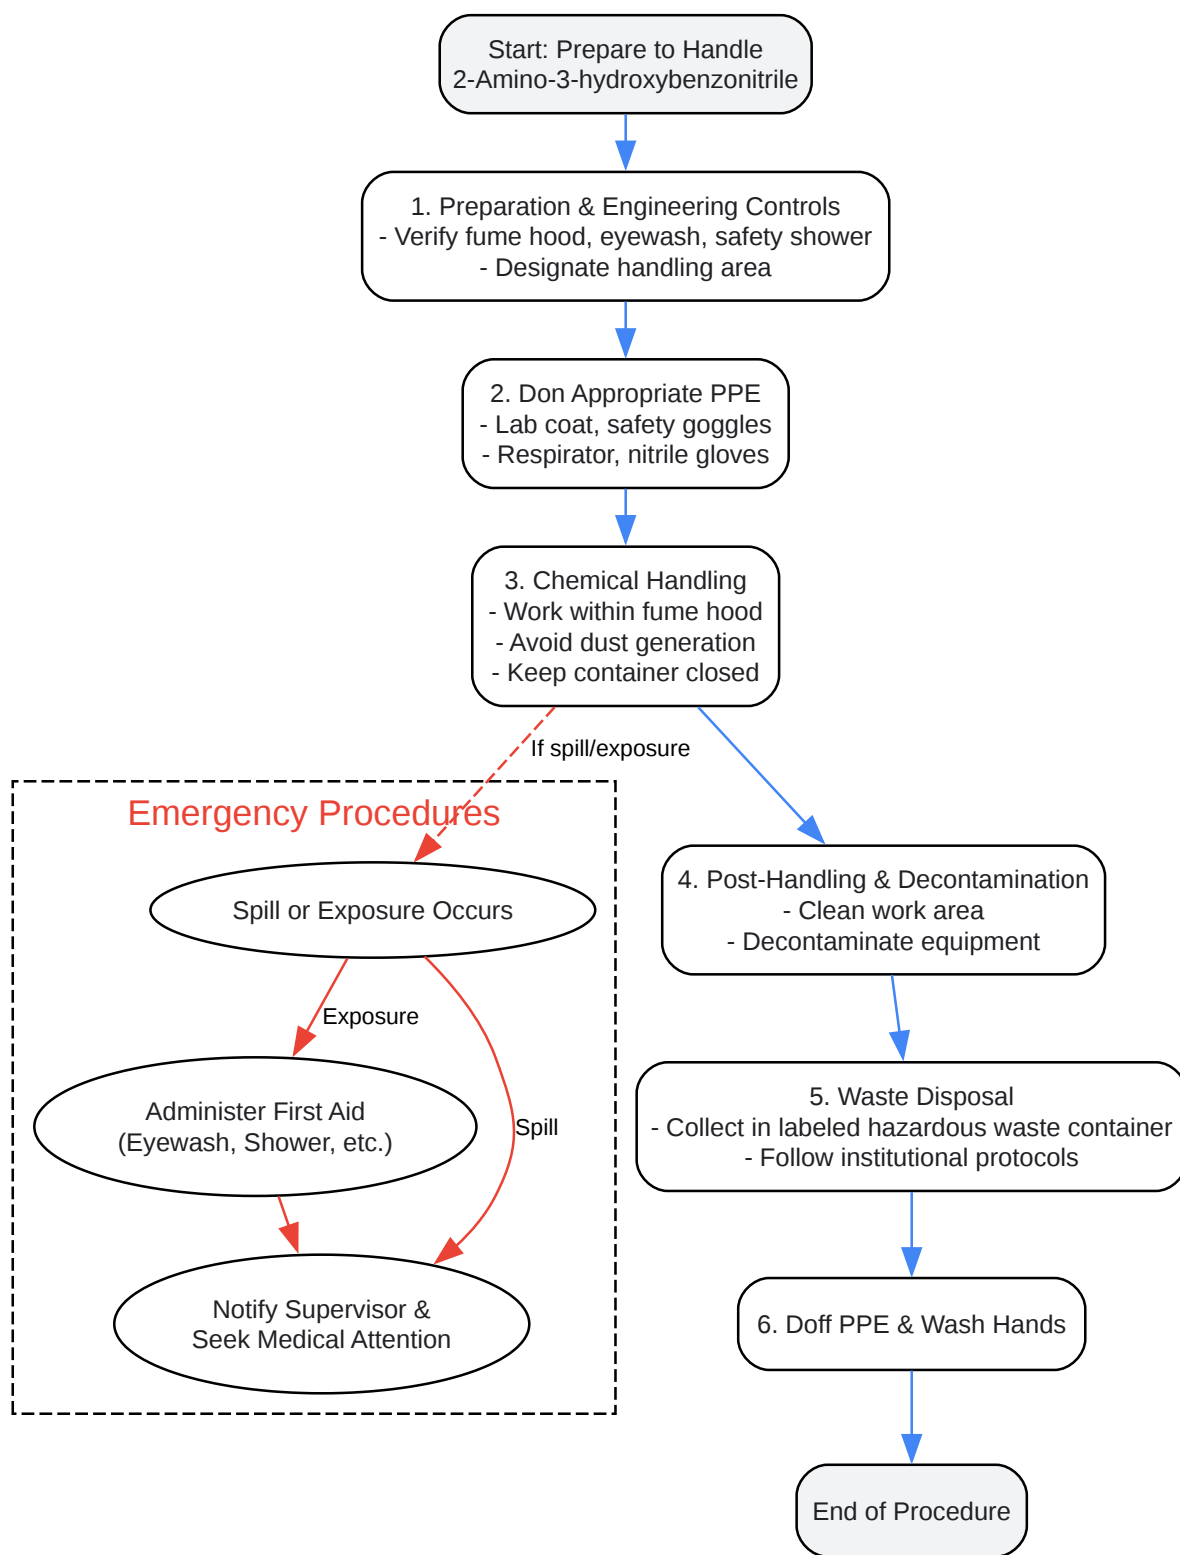 Start: Prepare to Handle
2-Amino-3-hydroxybenzonitrile
1. Preparation & Engineering Controls
- Verify fume hood, eyewash, safety shower
- Designate handling area
2. Don Appropriate PPE
- Lab coat, safety goggles
- Respirator, nitrile gloves
3. Chemical Handling
- Work within fume hood
- Avoid dust generation
- Keep container closed
If spill/exposure
Emergency Procedures
Spill or Exposure Occurs
Exposure
Administer First Aid
(Eyewash, Shower, etc.)
Spill
Notify Supervisor &
Seek Medical Attention
4. Post-Handling & Decontamination
- Clean work area
- Decontaminate equipment
5. Waste Disposal
- Collect in labeled hazardous waste container
- Follow institutional protocols
6. Doff PPE & Wash Hands
End of Procedure